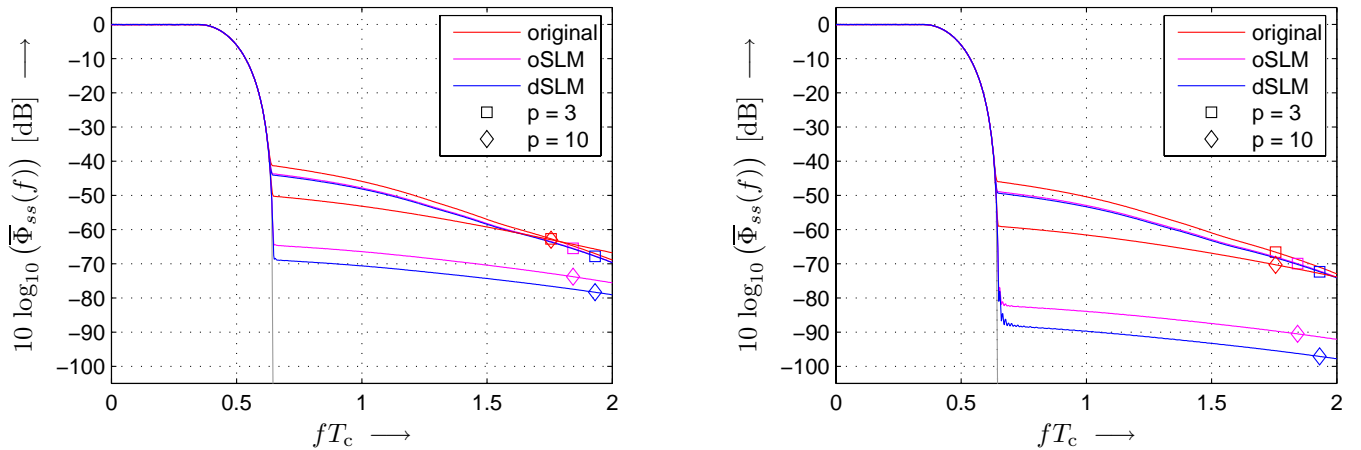 0
−10
−20
−30
−40
−50
−60
−70
−80
−90
−100
10 log10 (Φ̅ss(f)) [dB] ⟶
original
oSLM
dSLM
p = 3
p = 10
0 0.5 1 1.5 2
fTc ⟶
0
−10
−20
−30
−40
−50
−60
−70
−80
−90
−100
10 log10 (Φ̅ss(f)) [dB] ⟶
original
oSLM
dSLM
p = 3
p = 10
0 0.5 1 1.5 2
fTc ⟶